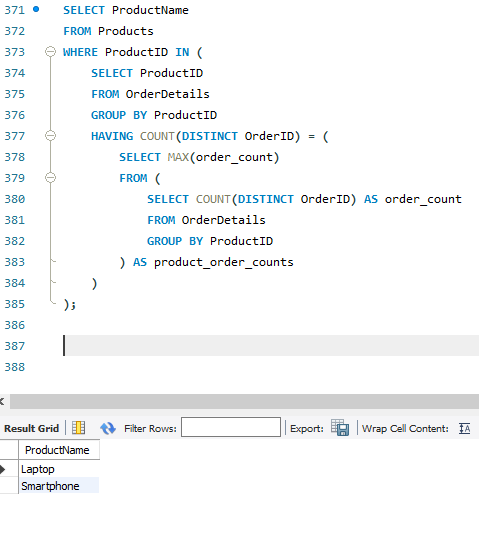 371 SELECT ProductName
372 FROM Products
373 WHERE ProductID IN (
374 SELECT ProductID
375 FROM OrderDetails
376 GROUP BY ProductID
377 HAVING COUNT(DISTINCT OrderID) = (
378 SELECT MAX(order_count)
379 FROM (
380 SELECT COUNT(DISTINCT OrderID) AS order_count
381 FROM OrderDetails
382 GROUP BY ProductID
383 ) AS product_order_counts
384 )
385 );
386
387
388
Result Grid Filter Rows: Export: Wrap Cell Content:
ProductName
Laptop
Smartphone